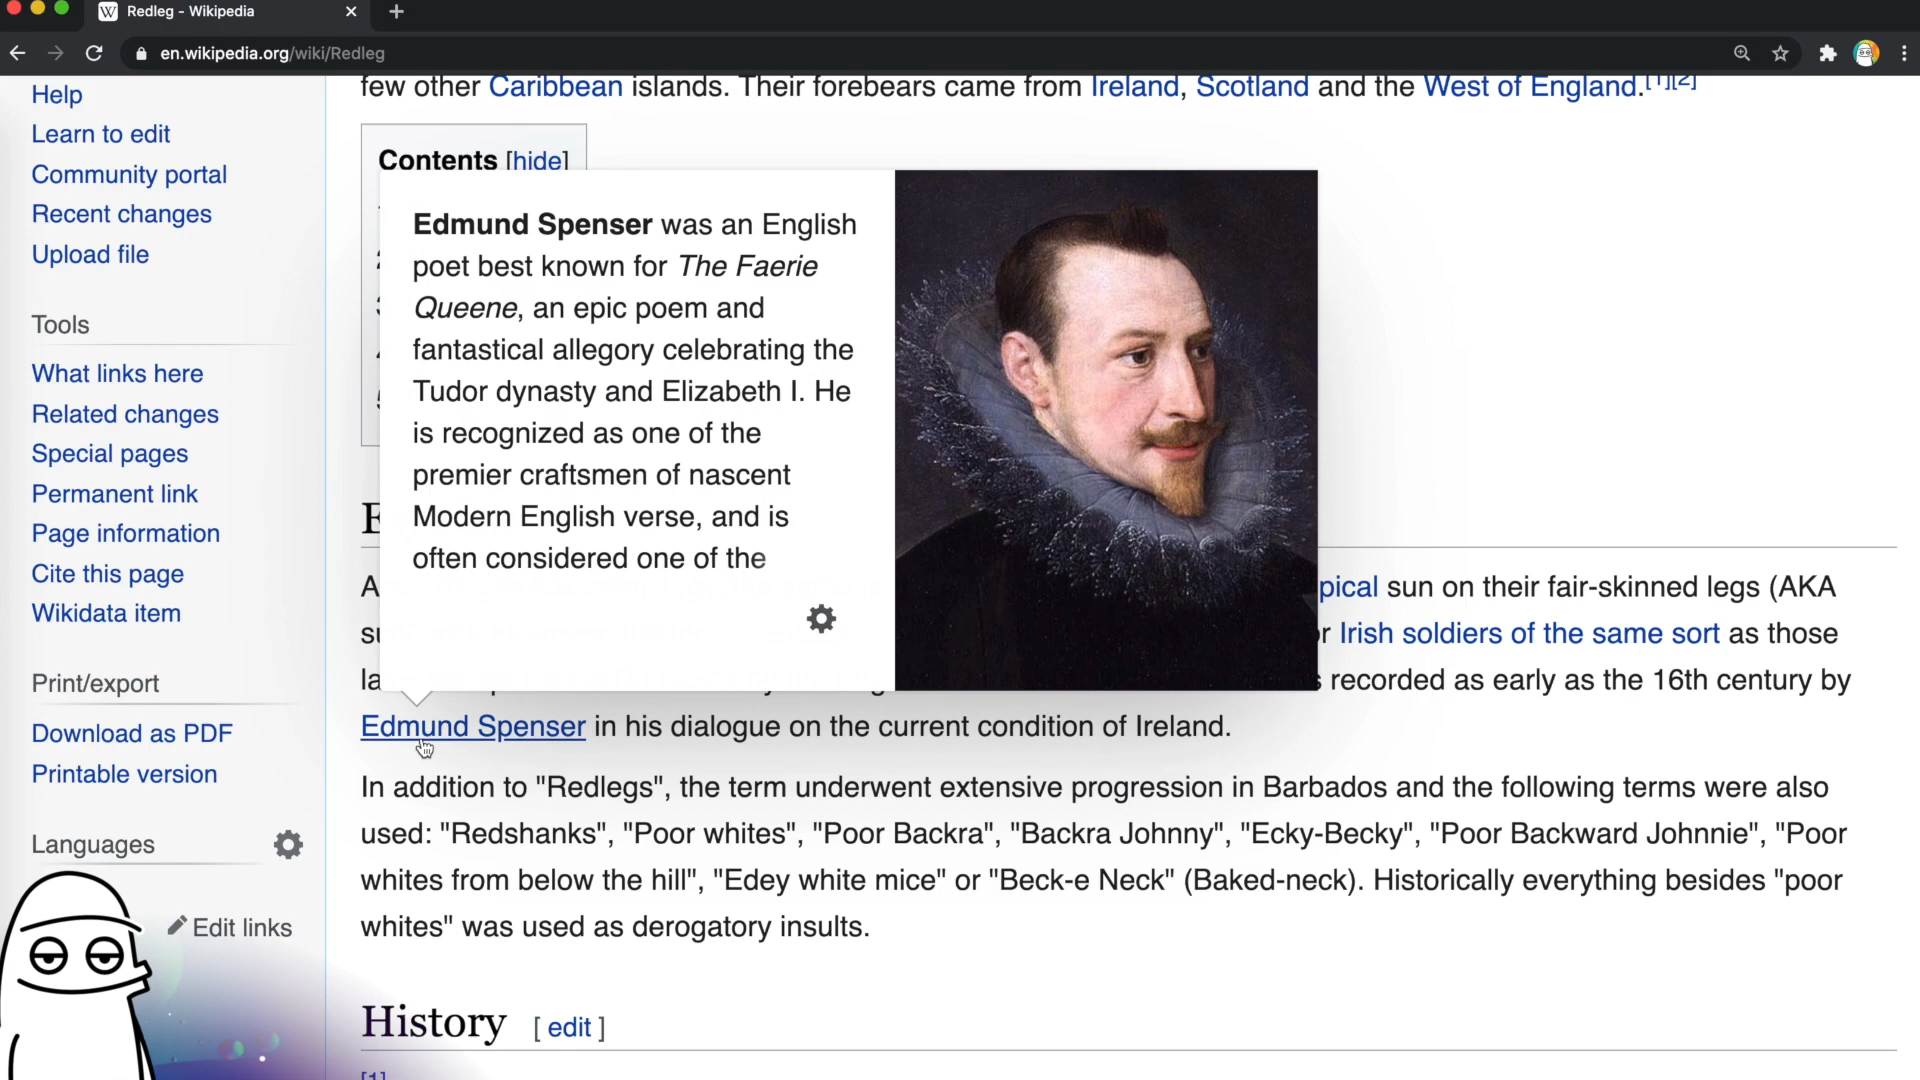 Redleg - Wikipedia
en.wikipedia.org/wiki/Redleg
Help
Learn to edit
Community portal
Recent changes
Upload file
Tools
What links here
Related changes
Special pages
Permanent link
Page information
Cite this page
Wikidata item
Print/export
Download as PDF
Printable version
Languages
Edit links
few other Caribbean islands. Their forebears came from Ireland, Scotland and the West of England.[1][2]
Contents [hide]
Edmund Spenser was an English
poet best known for The Faerie
Queene, an epic poem and
fantastical allegory celebrating the
Tudor dynasty and Elizabeth I. He
is recognized as one of the
premier craftsmen of nascent
Modern English verse, and is
often considered one of the
pical sun on their fair-skinned legs (AKA
r Irish soldiers of the same sort as those
recorded as early as the 16th century by
Edmund Spenser in his dialogue on the current condition of Ireland.
In addition to "Redlegs", the term underwent extensive progression in Barbados and the following terms were also
used: "Redshanks", "Poor whites", "Poor Backra", "Backra Johnny", "Ecky-Becky", "Poor Backward Johnnie", "Poor
whites from below the hill", "Edey white mice" or "Beck-e Neck" (Baked-neck). Historically everything besides "poor
whites" was used as derogatory insults.
History [ edit ]
[1]